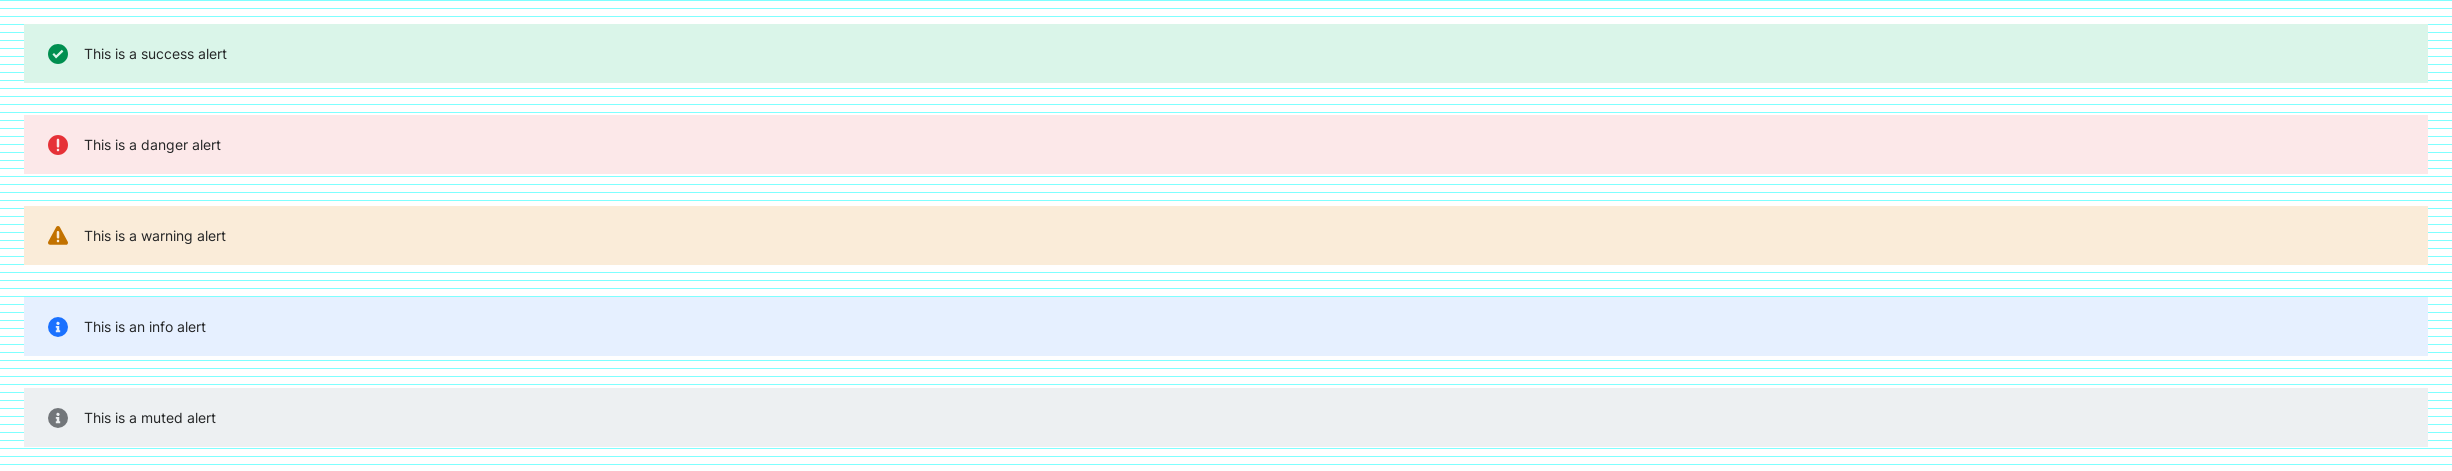 This is a success alert
This is a danger alert
This is a warning alert
This is an info alert
This is a muted alert